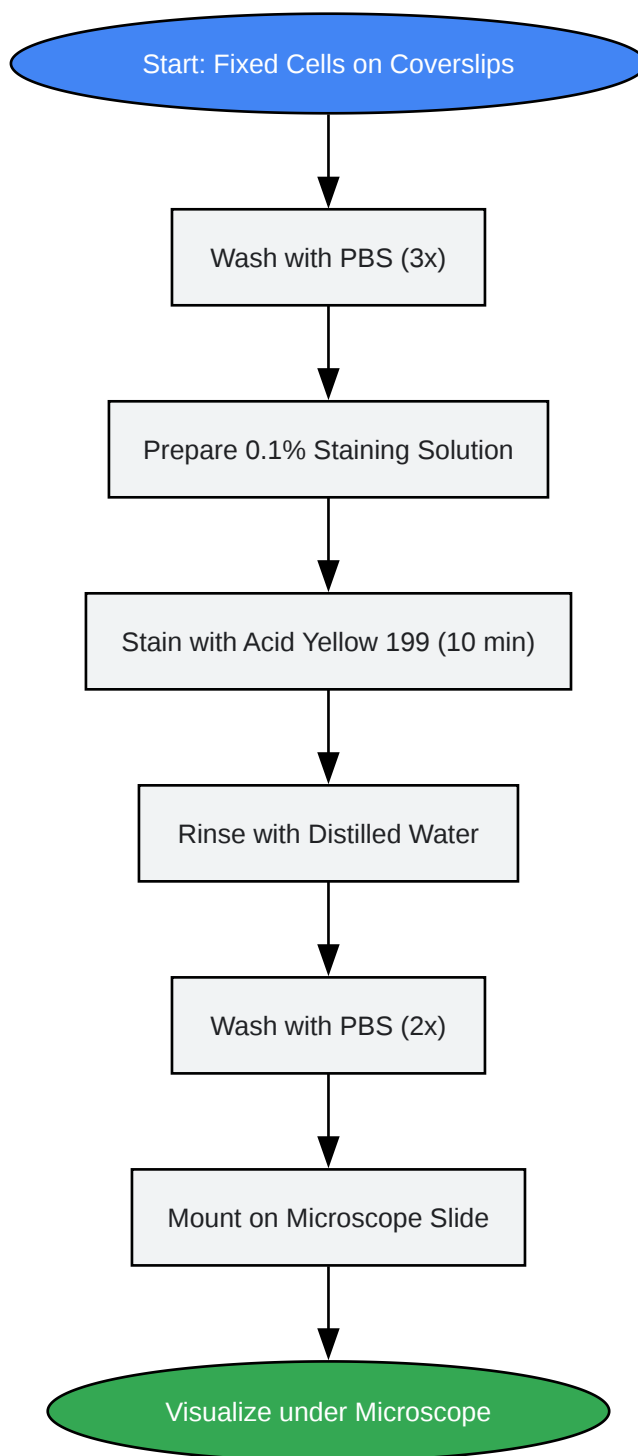 Start: Fixed Cells on Coverslips
Wash with PBS (3x)
Prepare 0.1% Staining Solution
Stain with Acid Yellow 199 (10 min)
Rinse with Distilled Water
Wash with PBS (2x)
Mount on Microscope Slide
Visualize under Microscope